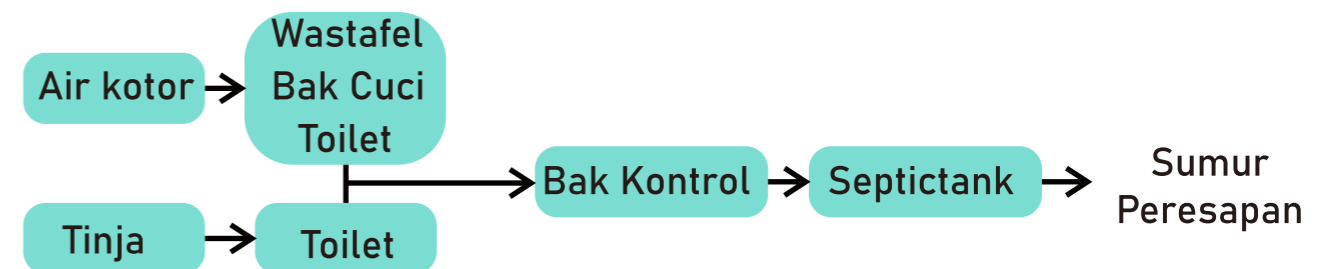 Air kotor
Wastafel
Bak Cuci
Toilet
Tinja
Toilet
Bak Kontrol
Septictank
Sumur
Peresapan